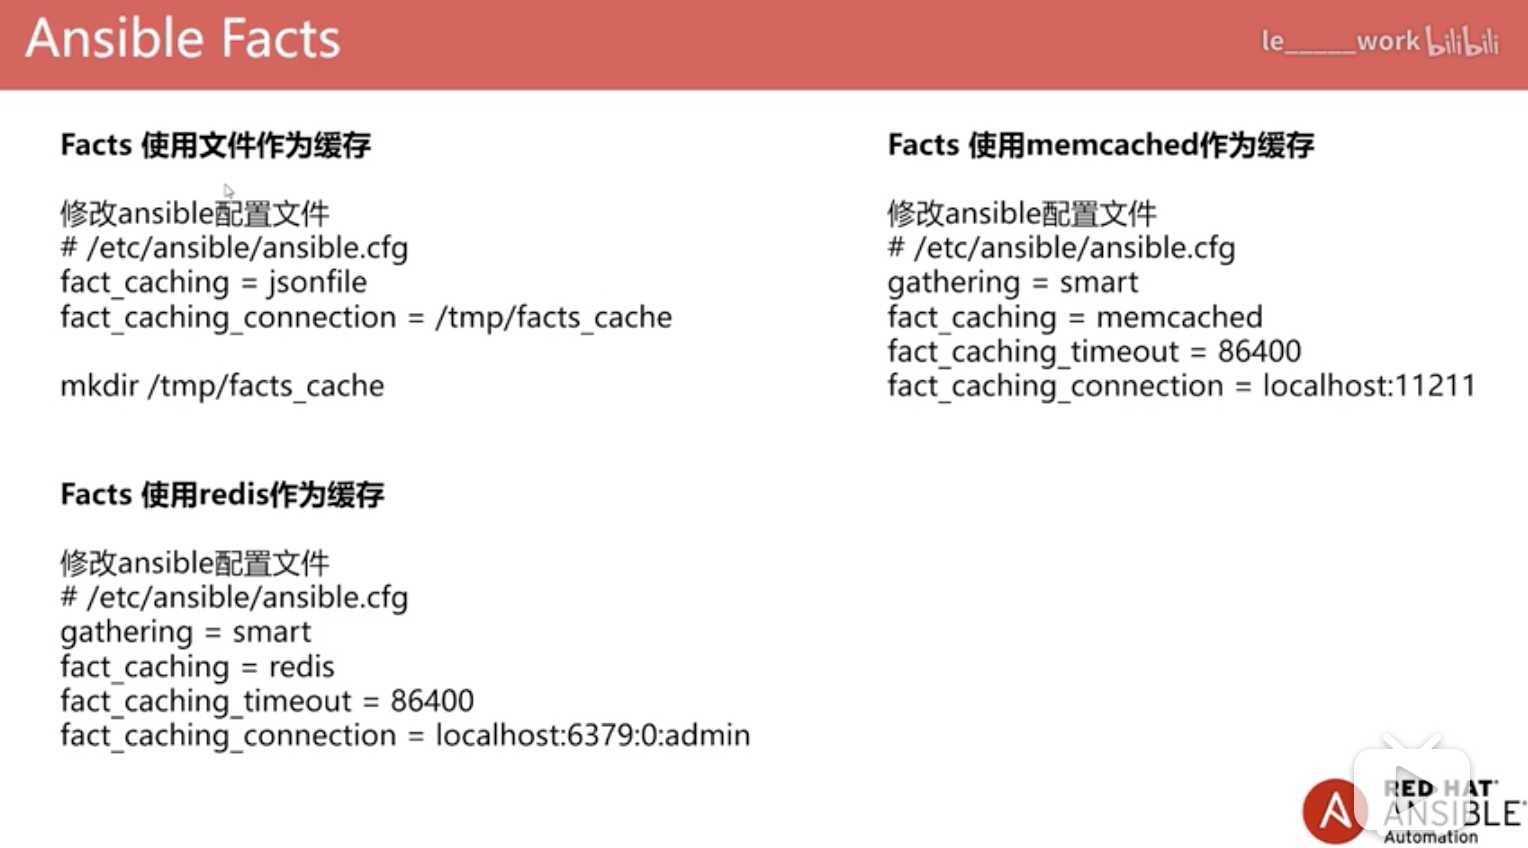 Ansible Facts
le_____work bilibili
Facts 使用文件作为缓存
修改ansible配置文件
# /etc/ansible/ansible.cfg
fact_caching = jsonfile
fact_caching_connection = /tmp/facts_cache
mkdir /tmp/facts_cache
Facts 使用redis作为缓存
修改ansible配置文件
# /etc/ansible/ansible.cfg
gathering = smart
fact_caching = redis
fact_caching_timeout = 86400
fact_caching_connection = localhost:6379:0:admin
Facts 使用memcached作为缓存
修改ansible配置文件
# /etc/ansible/ansible.cfg
gathering = smart
fact_caching = memcached
fact_caching_timeout = 86400
fact_caching_connection = localhost:11211
RED HAT
ANSIBLE
Automation